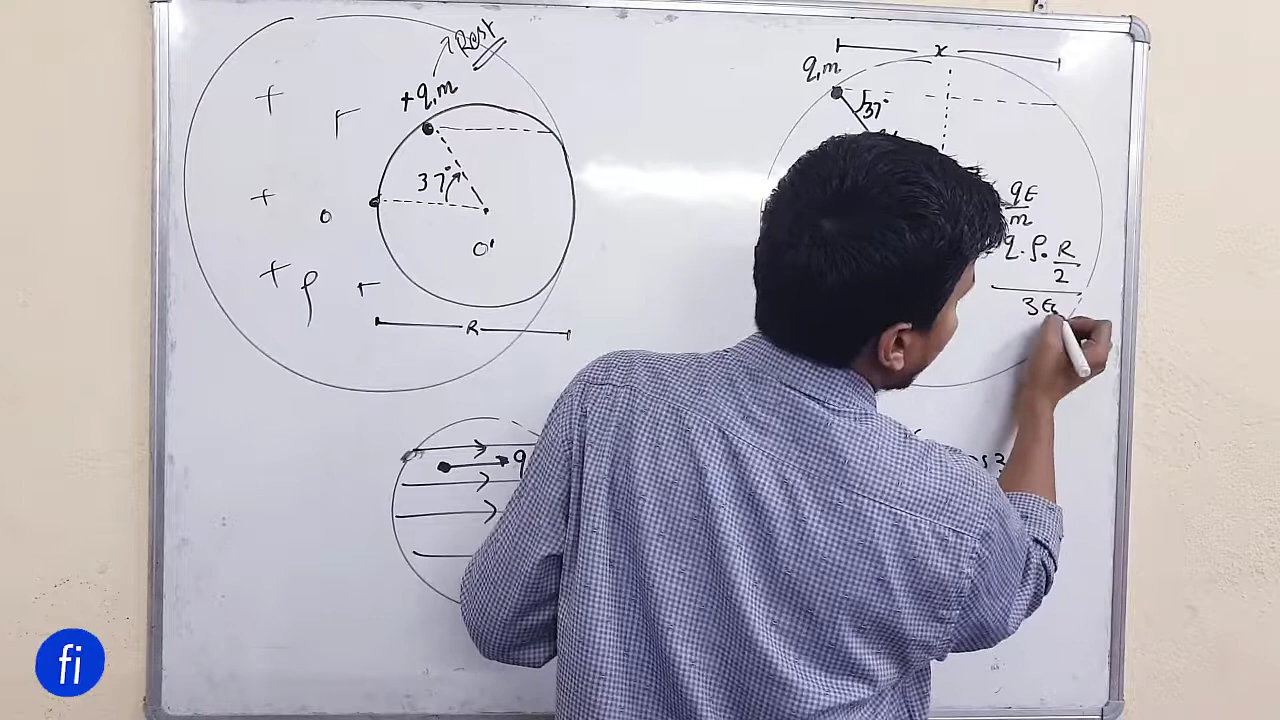 Rest
+ q,m
+
+
37°
o
O'
+ ρ
R
x
q,m
37°
qE
m
q.ρ.R
2
3ε
q
fi